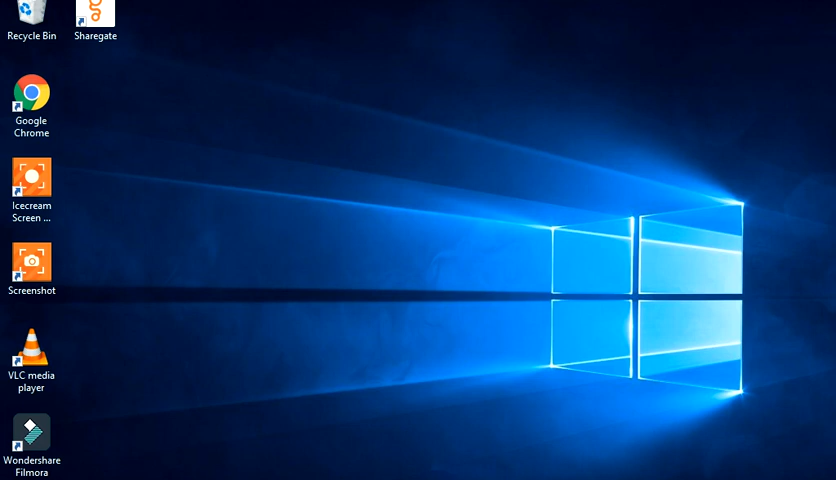 Recycle Bin
Sharegate
Google
Chrome
Icecream
Screen ...
Screenshot
VLC media
player
Wondershare
Filmora